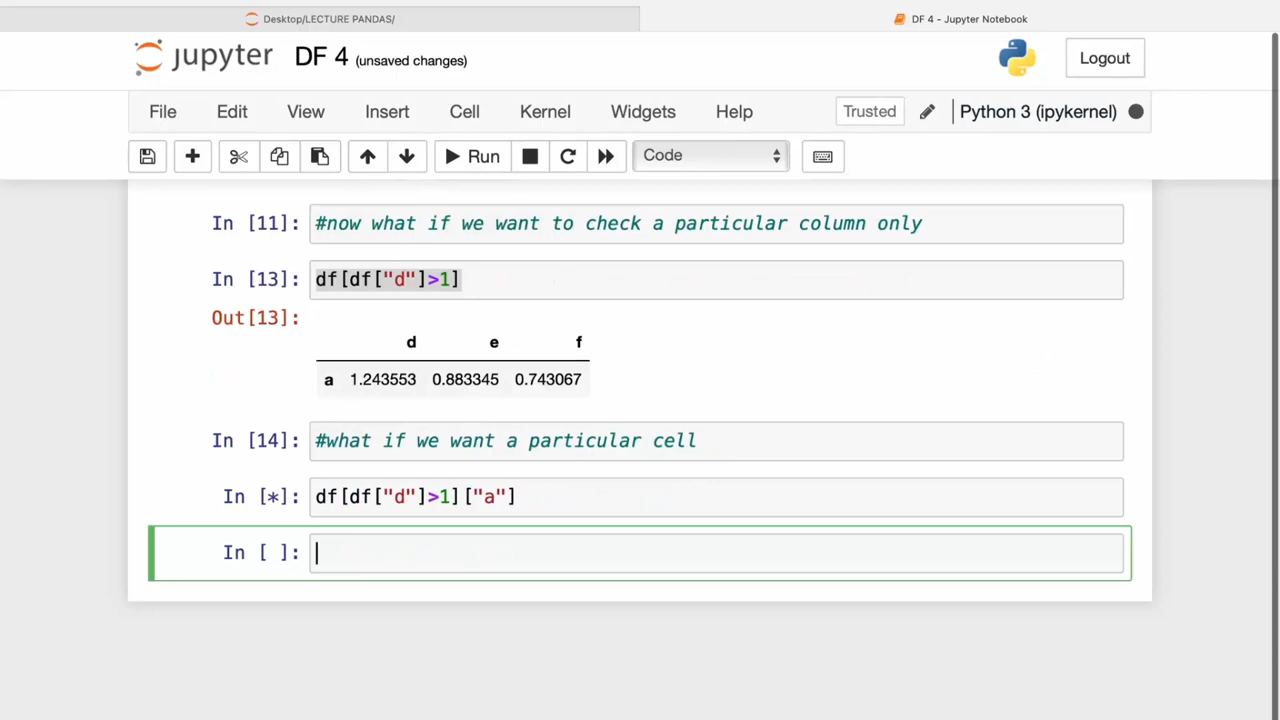 Desktop/LECTURE PANDAS/ DF 4 - Jupyter Notebook
jupyter DF 4 (unsaved changes) Logout
File Edit View Insert Cell Kernel Widgets Help Trusted Python 3 (ipykernel)
Run Code
In [11]: #now what if we want to check a particular column only
In [13]: df[df["d"]>1]
Out[13]:
d e f
a 1.243553 0.883345 0.743067
In [14]: #what if we want a particular cell
In [*]: df[df["d"]>1]["a"]
In [ ]: